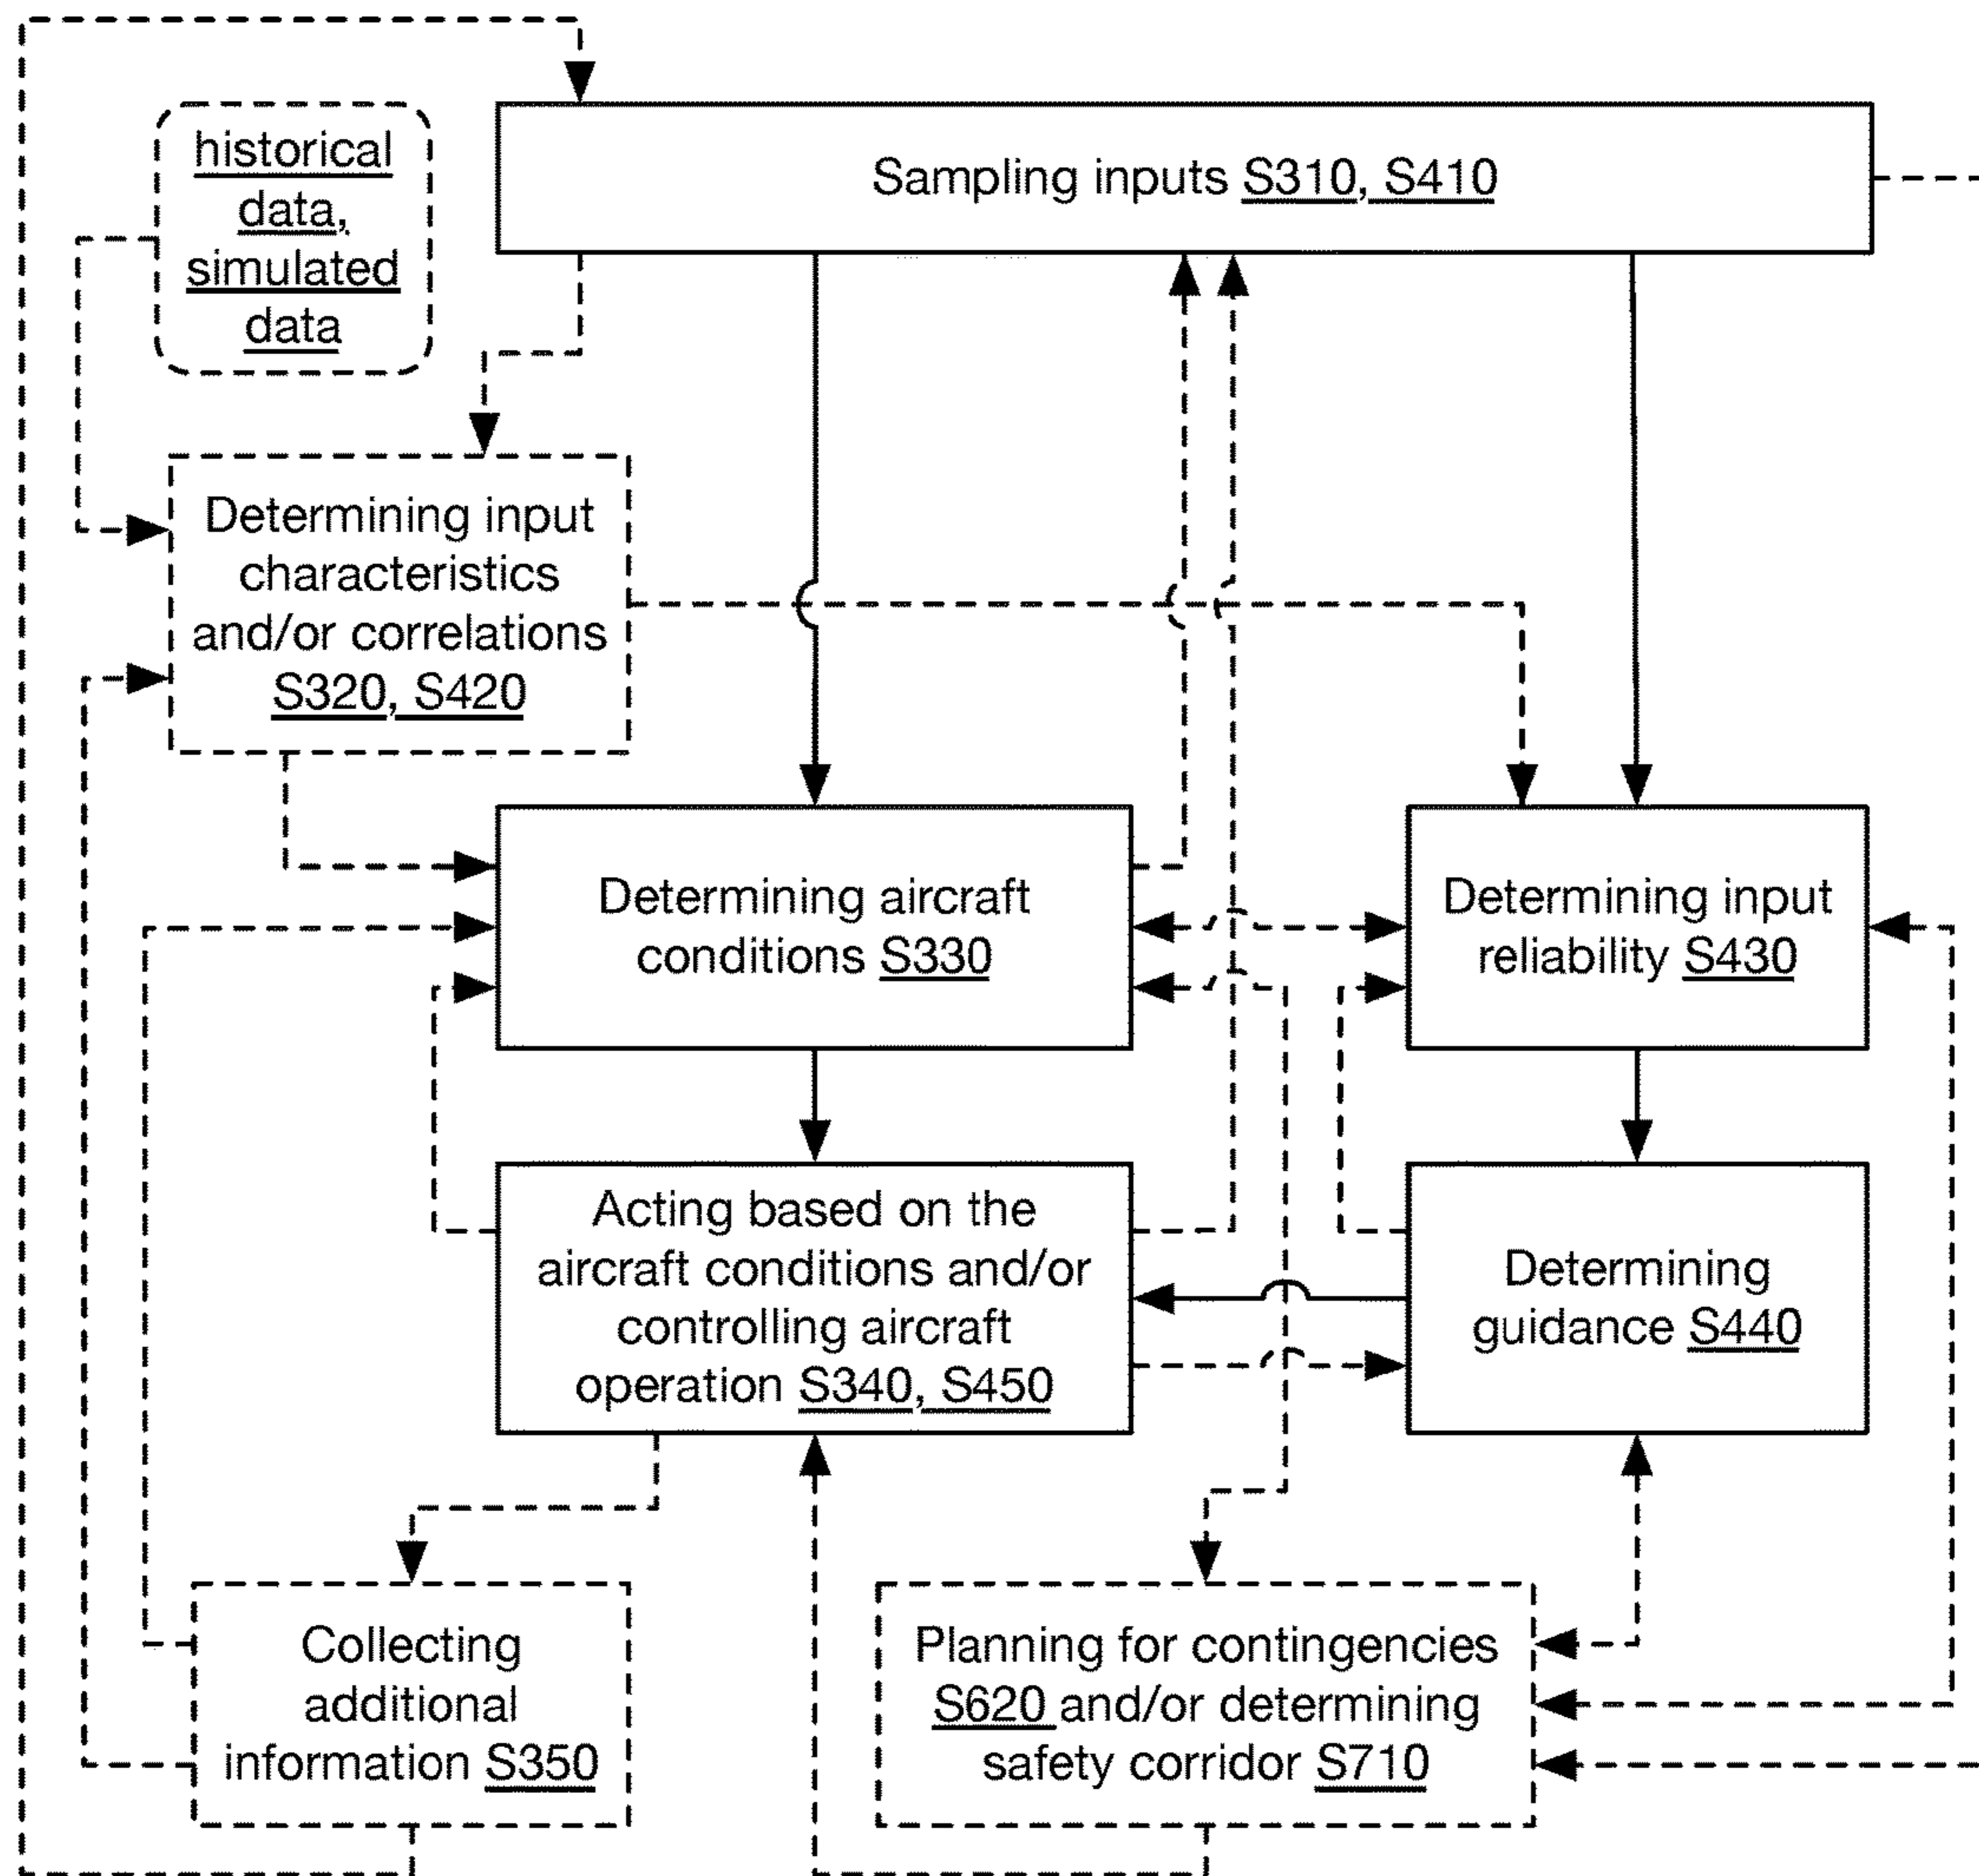 historical
data,
simulated
data
Sampling inputs S310, S410
Determining input
characteristics
and/or correlations
S320, S420
Determining aircraft
conditions S330
Determining input
reliability S430
Acting based on the
aircraft conditions and/or
controlling aircraft
operation S340, S450
Determining
guidance S440
Collecting
additional
information S350
Planning for contingencies
S620 and/or determining
safety corridor S710